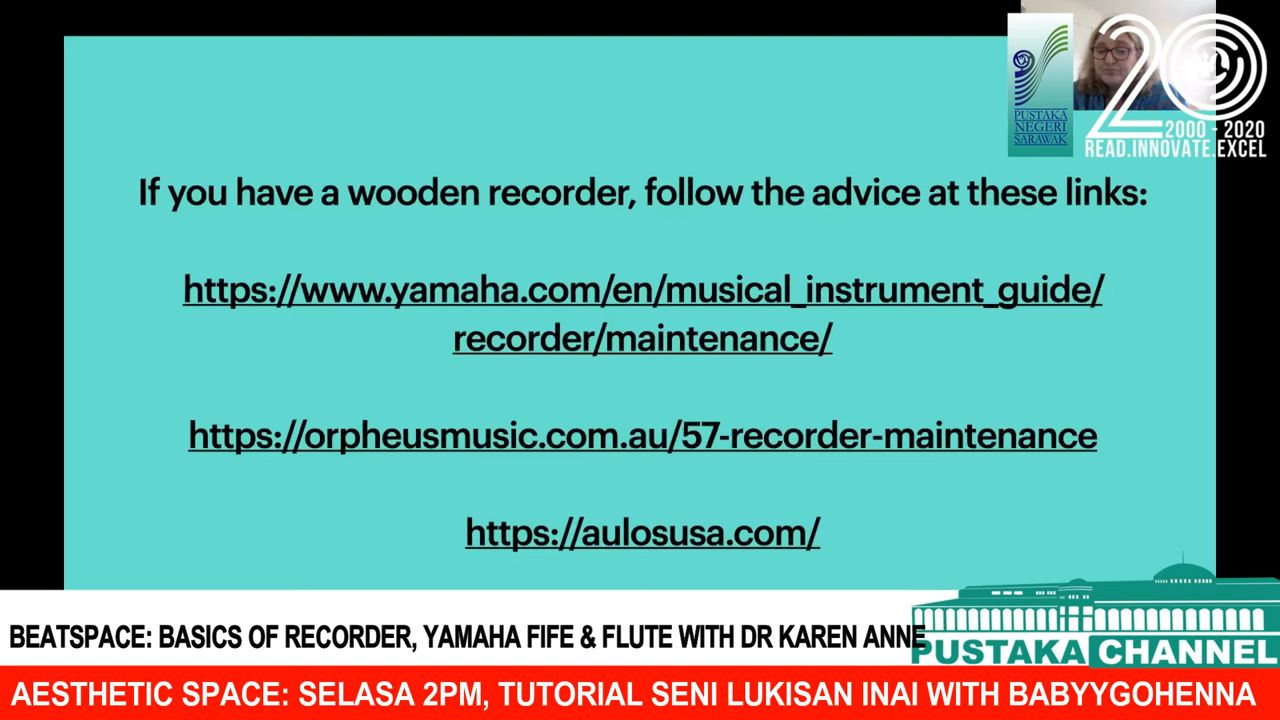 PUSTAKA
NEGERI
SARAWAK
20
2000 - 2020
READ.INNOVATE.EXCEL
If you have a wooden recorder, follow the advice at these links:
https://www.yamaha.com/en/musical_instrument_guide/
recorder/maintenance/
https://orpheusmusic.com.au/57-recorder-maintenance
https://aulosusa.com/
BEATSPACE: BASICS OF RECORDER, YAMAHA FIFE & FLUTE WITH DR KAREN ANNE
PUSTAKA CHANNEL
AESTHETIC SPACE: SELASA 2PM, TUTORIAL SENI LUKISAN INAI WITH BABYYGOHENNA